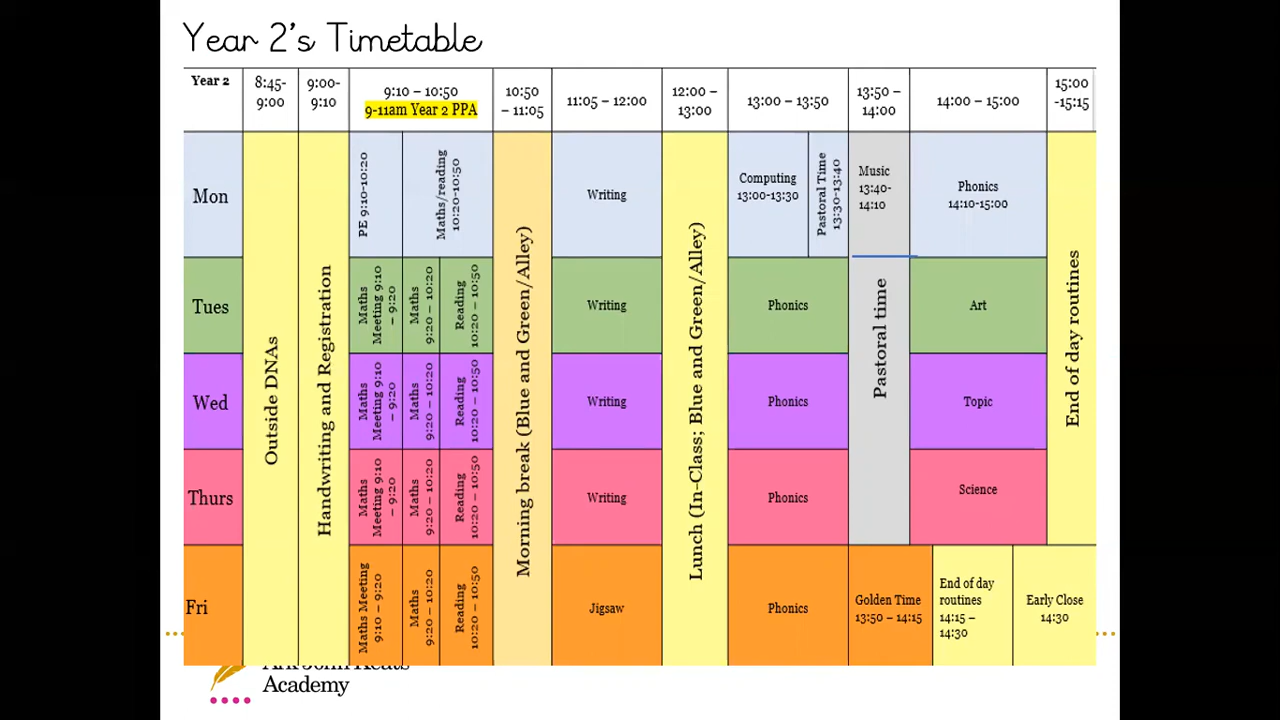 Year 2's Timetable
Year 2
8:45-
9:00
9:00-
9:10
9:10 – 10:50
9-11am Year 2 PPA
10:50
– 11:05
11:05 – 12:00
12:00 –
13:00
13:00 – 13:50
13:50 –
14:00
14:00 – 15:00
15:00
-15:15
Mon
Outside DNAs
Handwriting and Registration
PE 9:10-10:20
Maths/reading
10:20-10:50
Morning break (Blue and Green/Alley)
Writing
Lunch (In-Class; Blue and Green/Alley)
Computing
13:00-13:30
Pastoral Time
13:30-13:40
Music
13:40-
14:10
Phonics
14:10-15:00
End of day routines
Tues
Maths
Meeting 9:10
– 9:20
Maths
9:20 – 10:20
Reading
10:20 – 10:50
Writing
Phonics
Pastoral time
Art
Wed
Maths
Meeting 9:10
– 9:20
Maths
9:20 – 10:20
Reading
10:20 – 10:50
Writing
Phonics
Topic
Thurs
Maths
Meeting 9:10
– 9:20
Maths
9:20 – 10:20
Reading
10:20 – 10:50
Writing
Phonics
Science
Fri
Maths Meeting
9:10 – 9:20
Maths
9:20 – 10:20
Reading
10:20 – 10:50
Jigsaw
Phonics
Golden Time
13:50 – 14:15
End of day
routines
14:15 –
14:30
Early Close
14:30
Ark John Keats
Academy